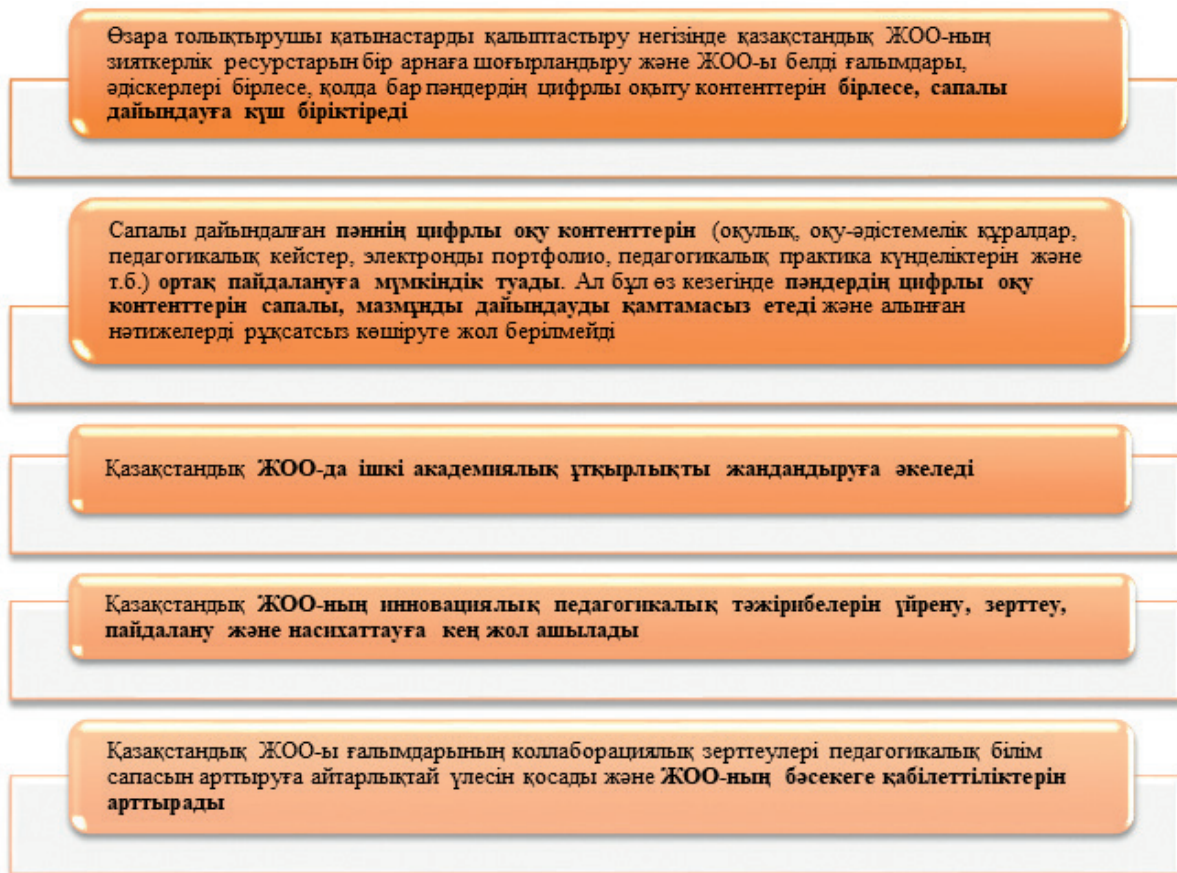 Өзара толықтырушы қатынастарды қалыптастыру негізінде қазақстандық ЖОО-ның
зияткерлік ресурстарын бір арнаға шоғырландыру және ЖОО-ы белді ғалымдары,
әдіскерлері бірлесе, қолда бар пәндердің цифрлы оқыту контенттерін бірлесе, сапалы
дайындауға күш біріктіреді
Сапалы дайындалған пәннің цифрлы оқу контенттерін (оқулық, оқу-әдістемелік құралдар,
педагогикалық кейстер, электронды портфолио, педагогикалық практика күнделіктерін және
т.б.) ортақ пайдалануға мүмкіндік туады. Ал бұл өз кезегінде пәндердің цифрлы оқу
контенттерін сапалы, мазмұнды дайындауды қамтамасыз етеді және алынған
нәтижелерді рұқсатсыз көшіруге жол берілмейді
Қазақстандық ЖОО-да ішкі академиялық ұтқырлықты жандандыруға әкеледі
Қазақстандық ЖОО-ның инновациялық педагогикалық тәжірибелерін үйрену, зерттеу,
пайдалану және насихаттауға кең жол ашылады
Қазақстандық ЖОО-ы ғалымдарының коллаборациялық зерттеулері педагогикалық білім
сапасын арттыруға айтарлықтай үлесін қосады және ЖОО-ның бәсекеге қабілеттіліктерін
арттырады